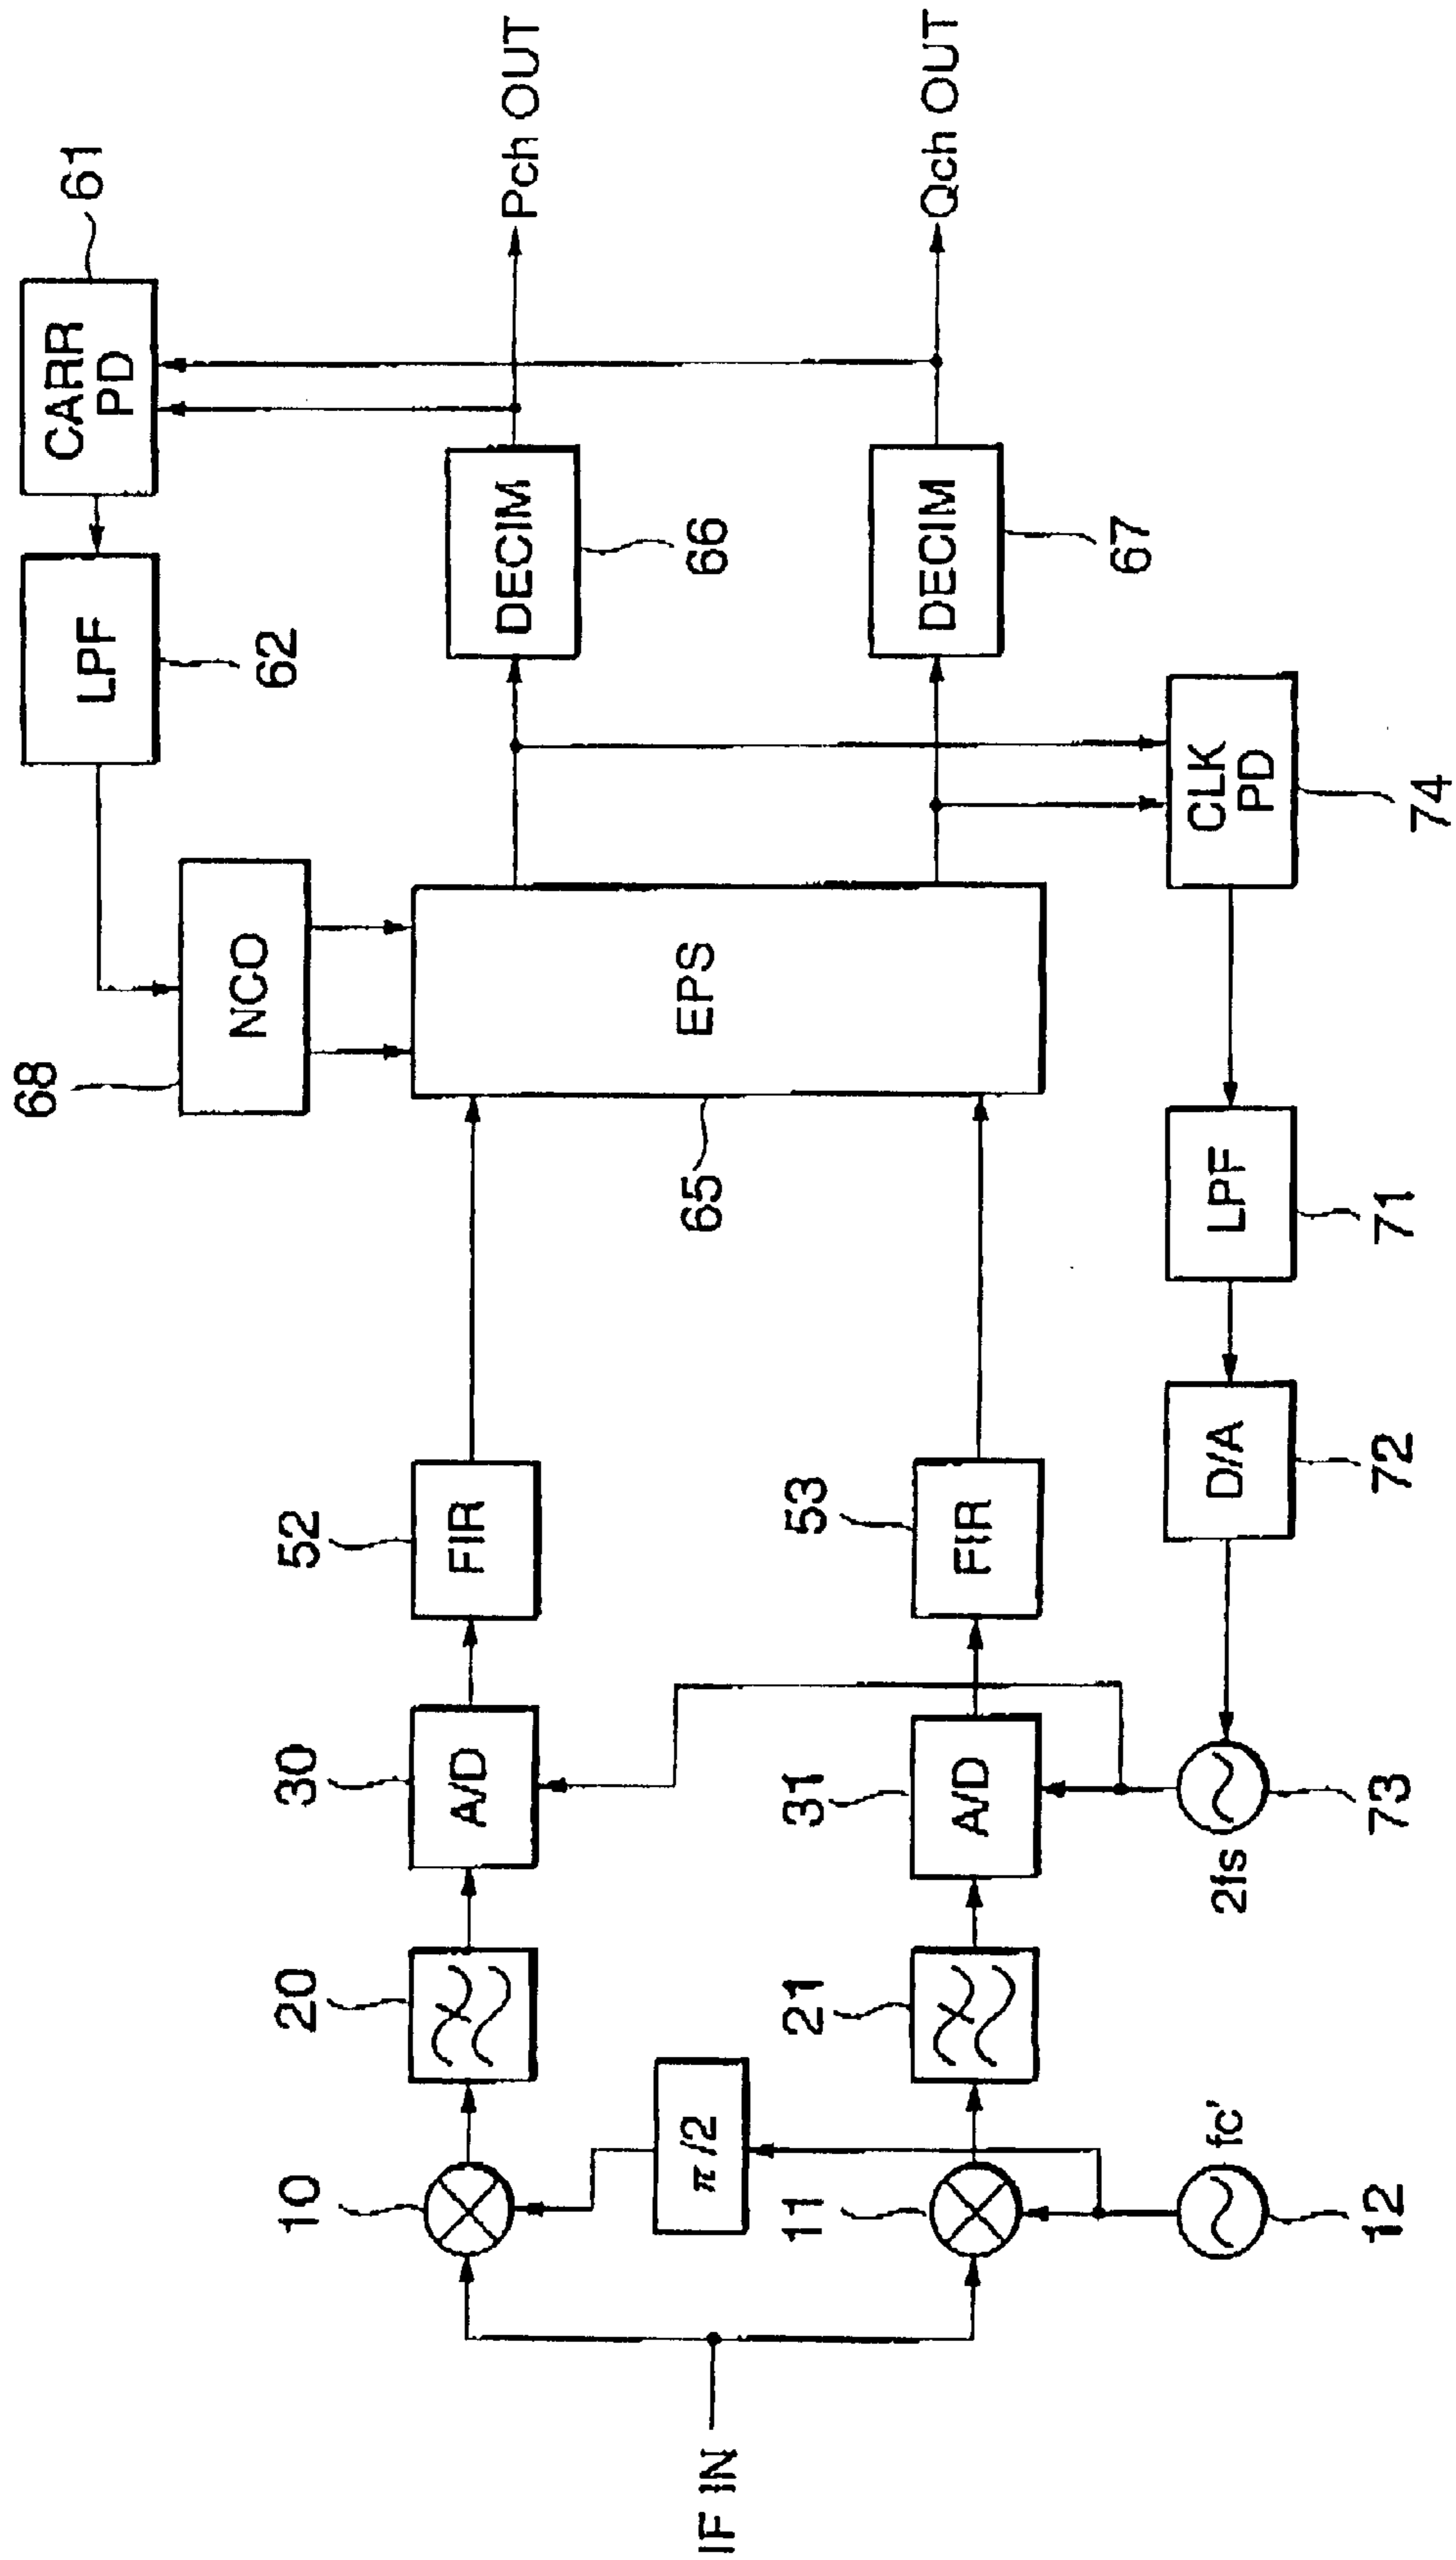 61
CARR
PD
LPF
62
68
NCO
Pch OUT
DECIM
66
Qch OUT
DECIM
67
EPS
65
CLK
PD
74
LPF
71
D/A
72
52
FIR
53
FIR
30
A/D
31
A/D
2fs
73
20
21
10
π/2
11
fc'
12
IF IN